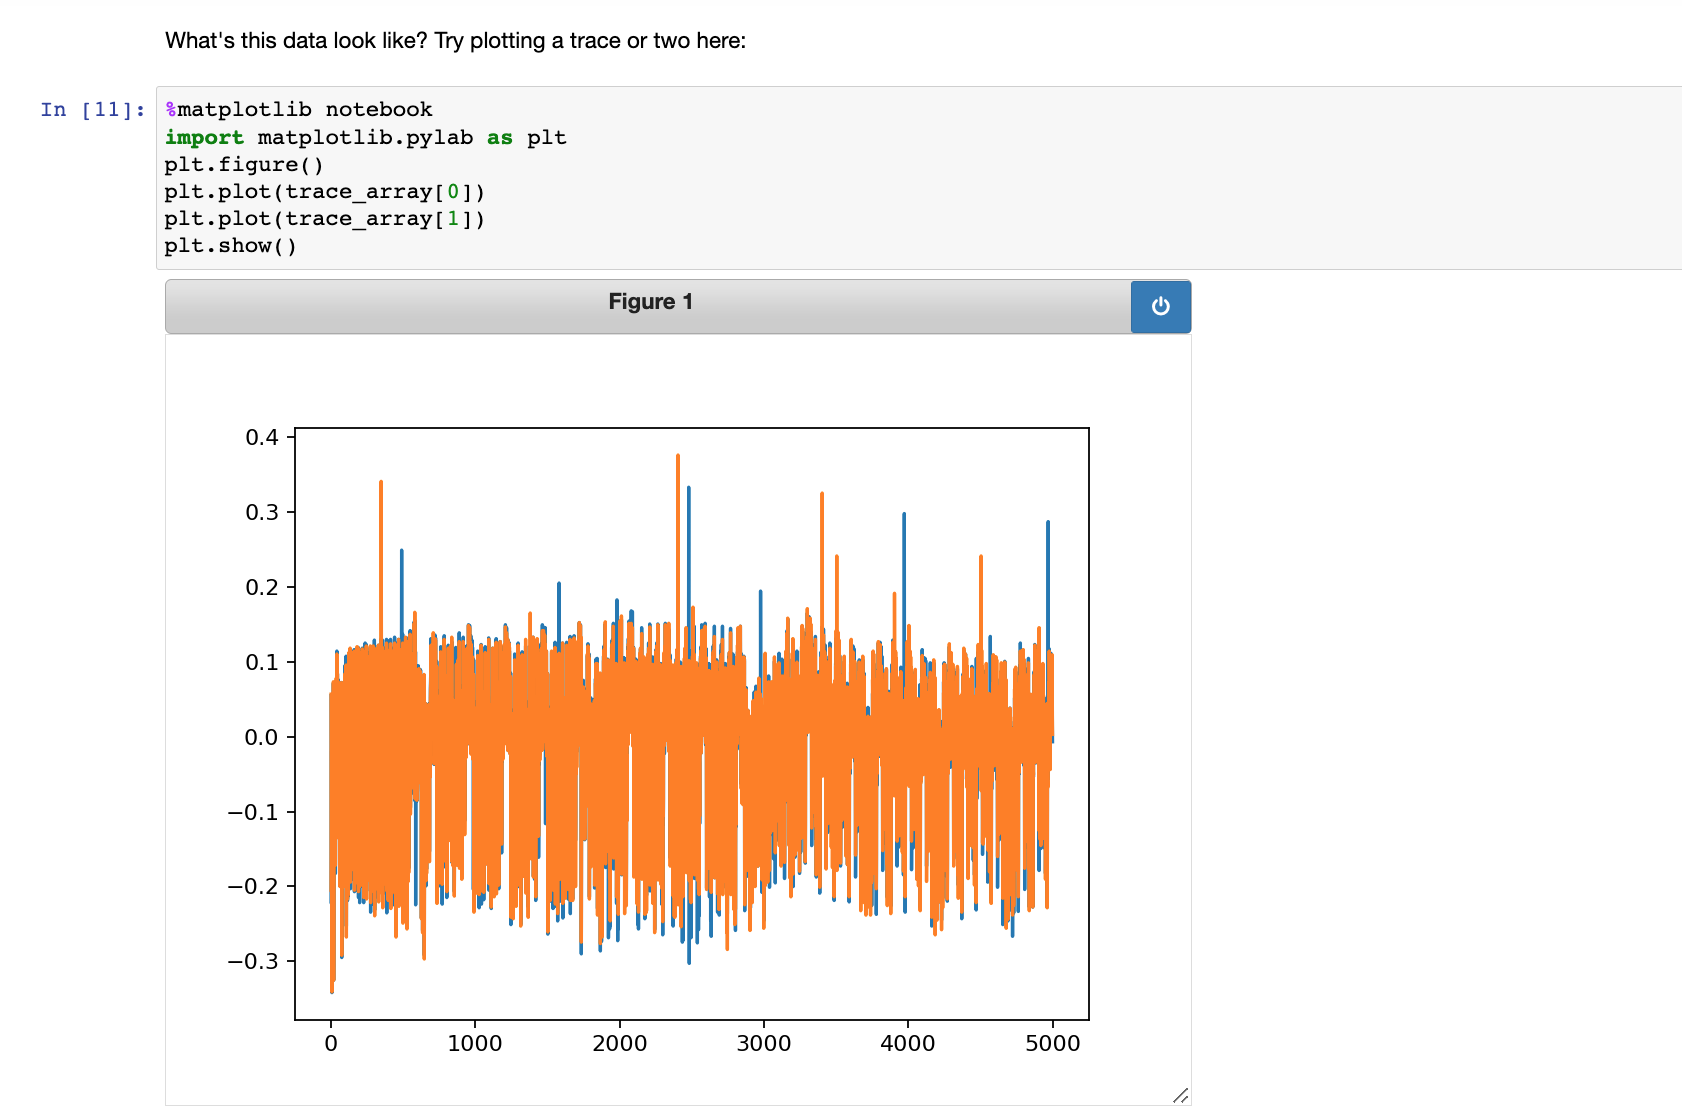 What's this data look like? Try plotting a trace or two here:
In [11]:
%matplotlib notebook
import matplotlib.pylab as plt
plt.figure()
plt.plot(trace_array[0])
plt.plot(trace_array[1])
plt.show()
Figure 1
0.4
0.3
0.2
0.1
0.0
−0.1
−0.2
−0.3
0 1000 2000 3000 4000 5000